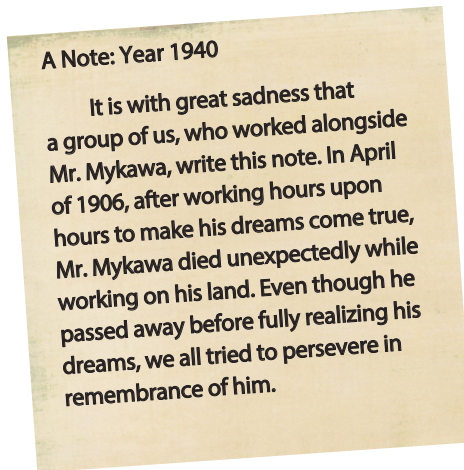 A Note: Year 1940
It is with great sadness that
a group of us, who worked alongside
Mr. Mykawa, write this note. In April
of 1906, after working hours upon
hours to make his dreams come true,
Mr. Mykawa died unexpectedly while
working on his land. Even though he
passed away before fully realizing his
dreams, we all tried to persevere in
remembrance of him.